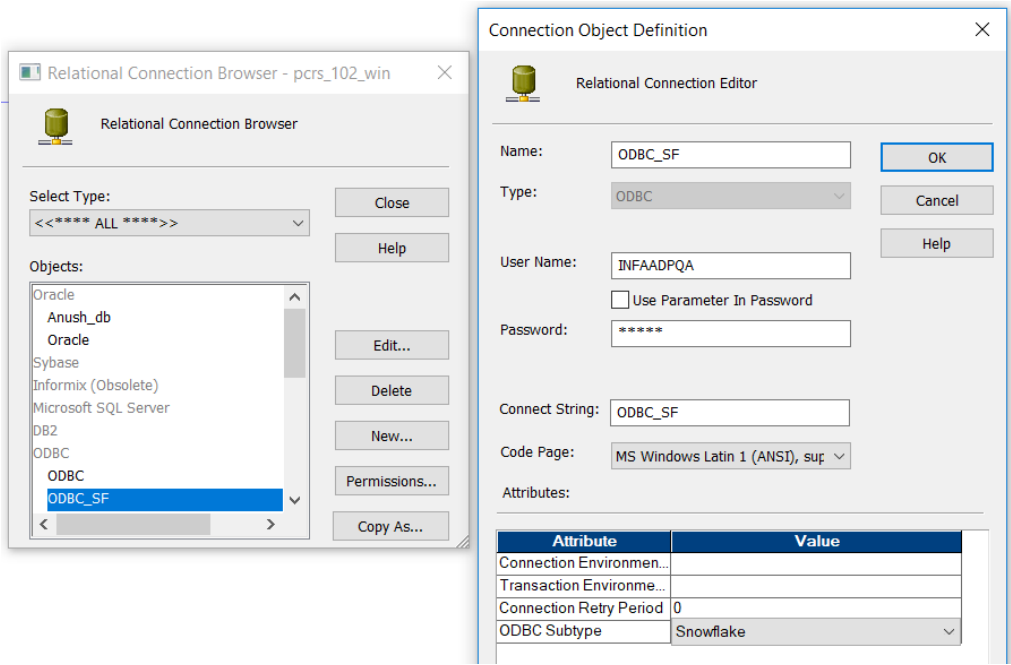 Relational Connection Browser - pcrs_102_win
Relational Connection Browser
Select Type:
<<**** ALL ****>>
Close
Help
Objects:
Oracle
Anush_db
Oracle
Sybase
Informix (Obsolete)
Microsoft SQL Server
DB2
ODBC
ODBC
ODBC_SF
Edit...
Delete
New...
Permissions...
Copy As...
Connection Object Definition
Relational Connection Editor
Name:
ODBC_SF
OK
Type:
ODBC
Cancel
Help
User Name:
INFAADPQA
Use Parameter In Password
Password:
*****
Connect String:
ODBC_SF
Code Page:
MS Windows Latin 1 (ANSI), sup
Attributes:
Attribute Value
Connection Environmen...
Transaction Environme...
Connection Retry Period 0
ODBC Subtype Snowflake